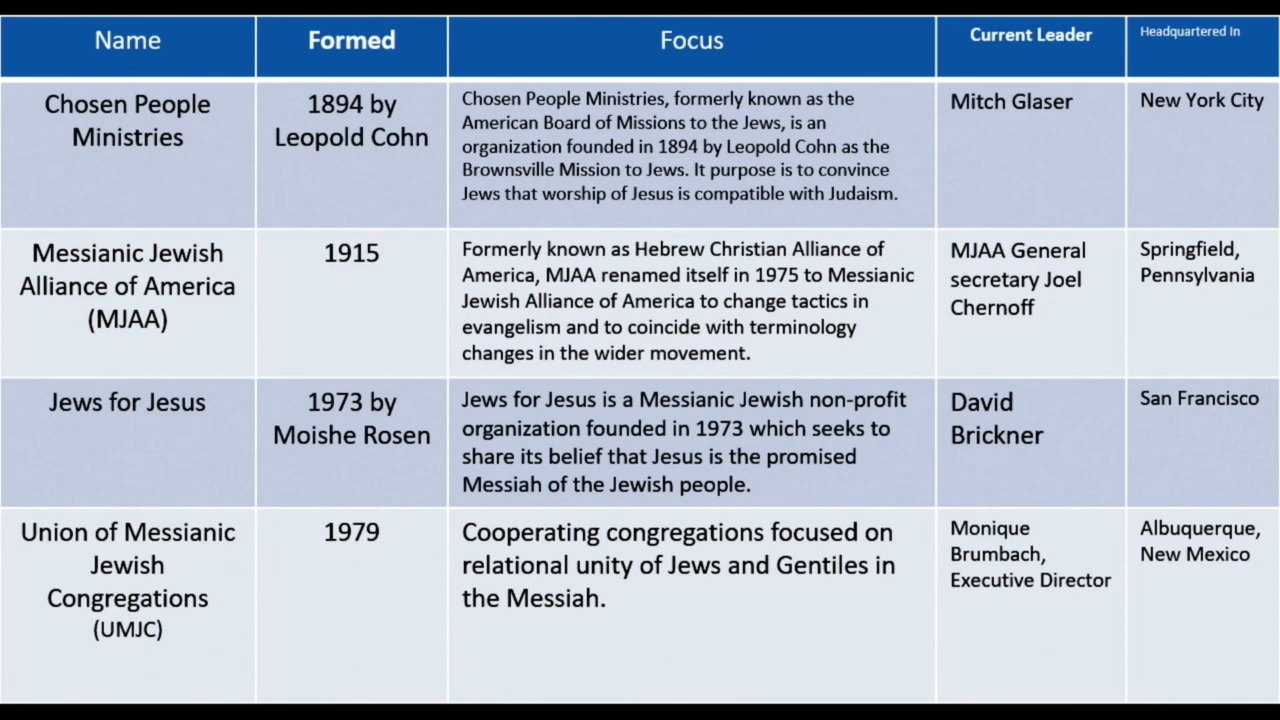 Name
Formed
Focus
Current Leader
Headquartered In
Chosen People
Ministries
1894 by
Leopold Cohn
Chosen People Ministries, formerly known as the
American Board of Missions to the Jews, is an
organization founded in 1894 by Leopold Cohn as the
Brownsville Mission to Jews. It purpose is to convince
Jews that worship of Jesus is compatible with Judaism.
Mitch Glaser
New York City
Messianic Jewish
Alliance of America
(MJAA)
1915
Formerly known as Hebrew Christian Alliance of
America, MJAA renamed itself in 1975 to Messianic
Jewish Alliance of America to change tactics in
evangelism and to coincide with terminology
changes in the wider movement.
MJAA General
secretary Joel
Chernoff
Springfield,
Pennsylvania
Jews for Jesus
1973 by
Moishe Rosen
Jews for Jesus is a Messianic Jewish non-profit
organization founded in 1973 which seeks to
share its belief that Jesus is the promised
Messiah of the Jewish people.
David
Brickner
San Francisco
Union of Messianic
Jewish
Congregations
(UMJC)
1979
Cooperating congregations focused on
relational unity of Jews and Gentiles in
the Messiah.
Monique
Brumbach,
Executive Director
Albuquerque,
New Mexico